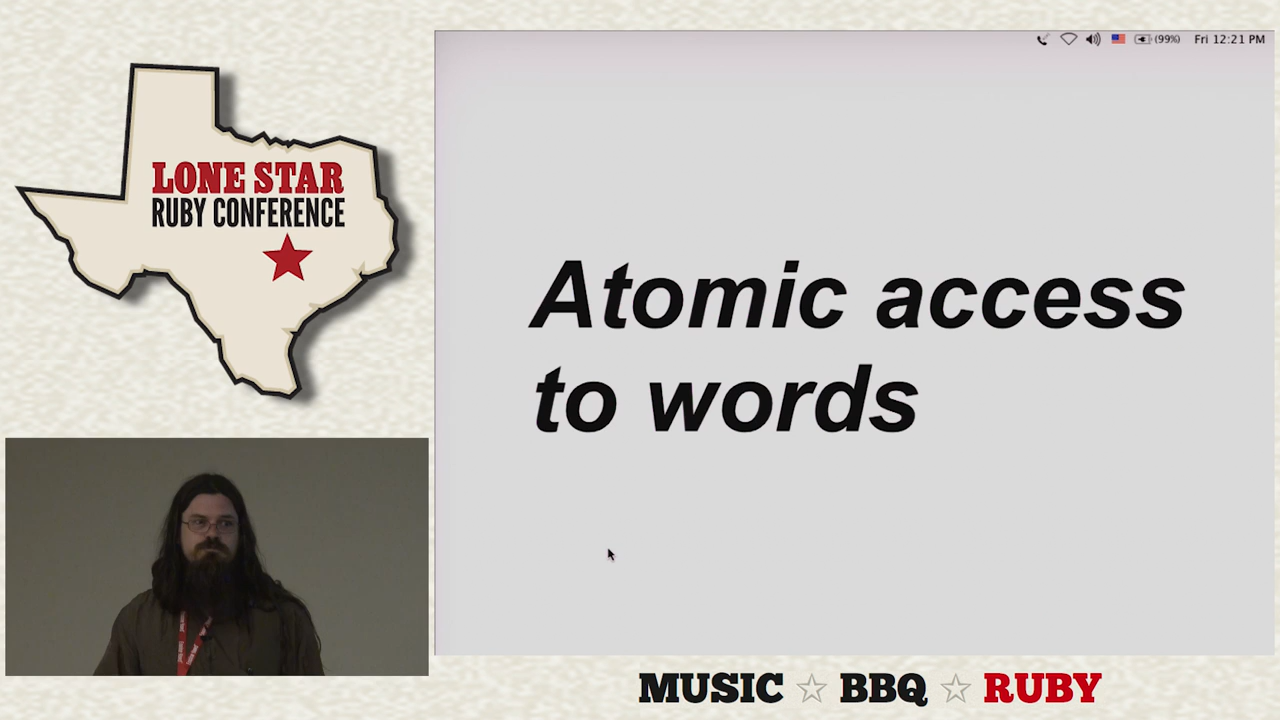 LONE STAR
RUBY CONFERENCE
(99%) Fri 12:21 PM
Atomic access
to words
MUSIC ☆ BBQ ☆ RUBY